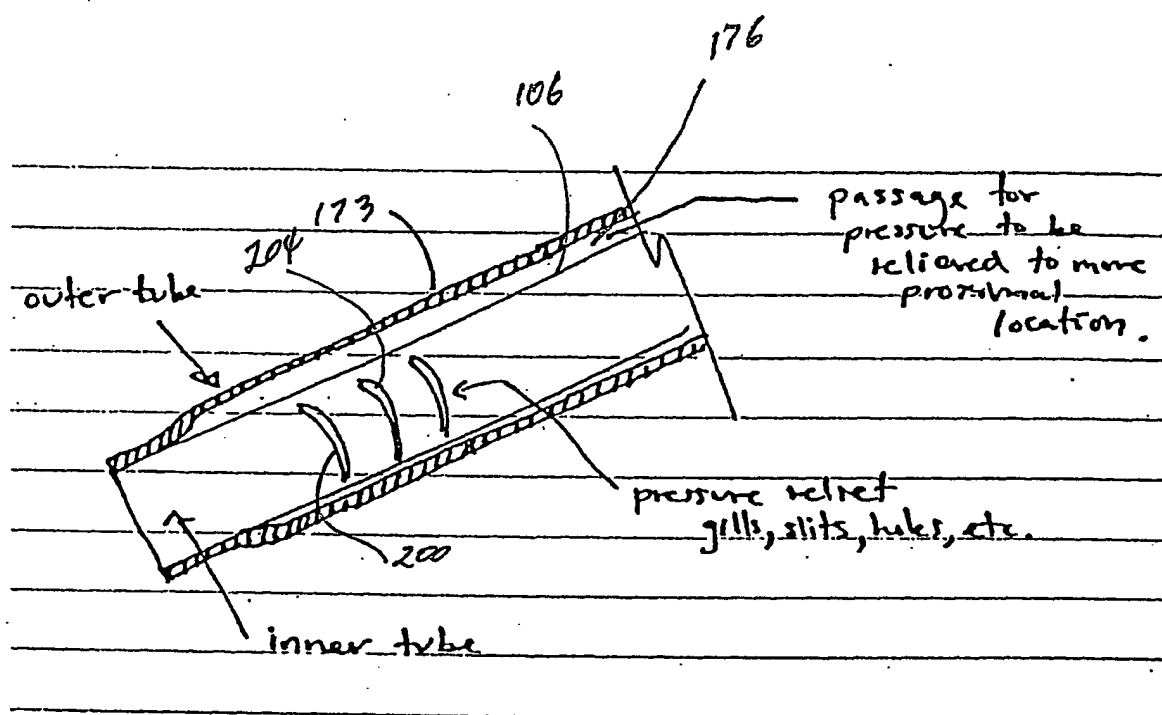 176
106
173
204
passage for
pressure to be
relieved to more
proximal
location.
outer tube
pressure relief
gills, slits, holes, etc.
200
inner tube